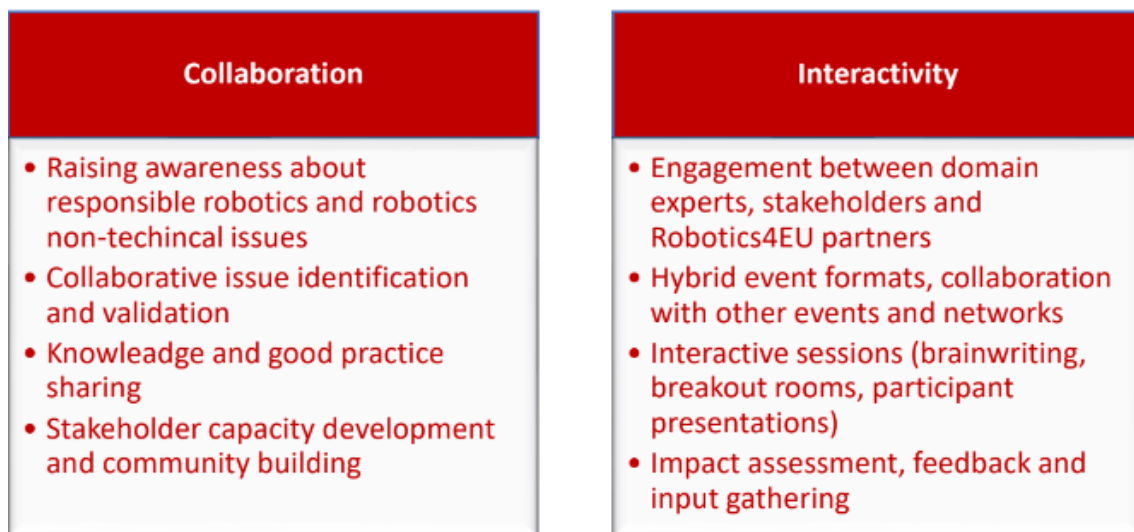 Collaboration
• Raising awareness about
responsible robotics and robotics
non-techincal issues
• Collaborative issue identification
and validation
• Knowleadge and good practice
sharing
• Stakeholder capacity development
and community building
Interactivity
• Engagement between domain
experts, stakeholders and
Robotics4EU partners
• Hybrid event formats, collaboration
with other events and networks
• Interactive sessions (brainwriting,
breakout rooms, participant
presentations)
• Impact assessment, feedback and
input gathering